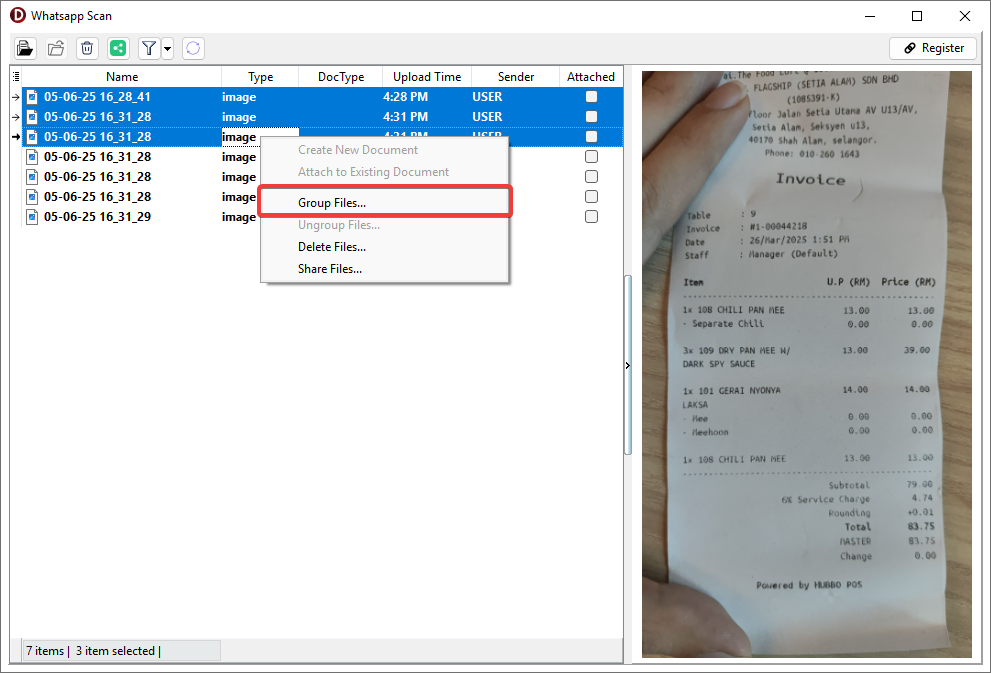 Whatsapp Scan
Register
Name Type DocType Upload Time Sender Attached
05-06-25 16_28_41 image 4:28 PM USER
05-06-25 16_31_28 image 4:31 PM USER
05-06-25 16_31_28 image 4:31 PM USER
05-06-25 16_31_28 image
05-06-25 16_31_28 image
05-06-25 16_31_28 image
05-06-25 16_31_29 image
Create New Document
Attach to Existing Document
Group Files...
Ungroup Files...
Delete Files...
Share Files...
7 items | 3 item selected |
FLAGSHIP (SETIA ALAM) SDN BHD
(1085391-K)
Floor Jalan Setia Utama AV U13/AV,
Setia Alam, Seksyen u13,
40170 Shah Alam, selangor.
Phone: 010-260 1643
Invoice
Table : 9
Invoice : #1-00044218
Date : 26/Mar/2025 1:51 PM
Staff : Manager (Default)
Item U.P (RM) Price (RM)
1x 108 CHILI PAN MEE 13.00 13.00
- Separate Chili 0.00 0.00
3x 109 DRY PAN MEE W/ 13.00 39.00
DARK SPY SAUCE
1x 101 GERAI NYONYA 14.00 14.00
LAKSA
- Mee 0.00 0.00
- Meehoon 0.00 0.00
1x 108 CHILI PAN MEE 13.00 13.00
Subtotal 79.00
6% Service Charge 4.74
Rounding +0.01
Total 83.75
MASTER 83.75
Change 0.00
Powered by HUBBO POS